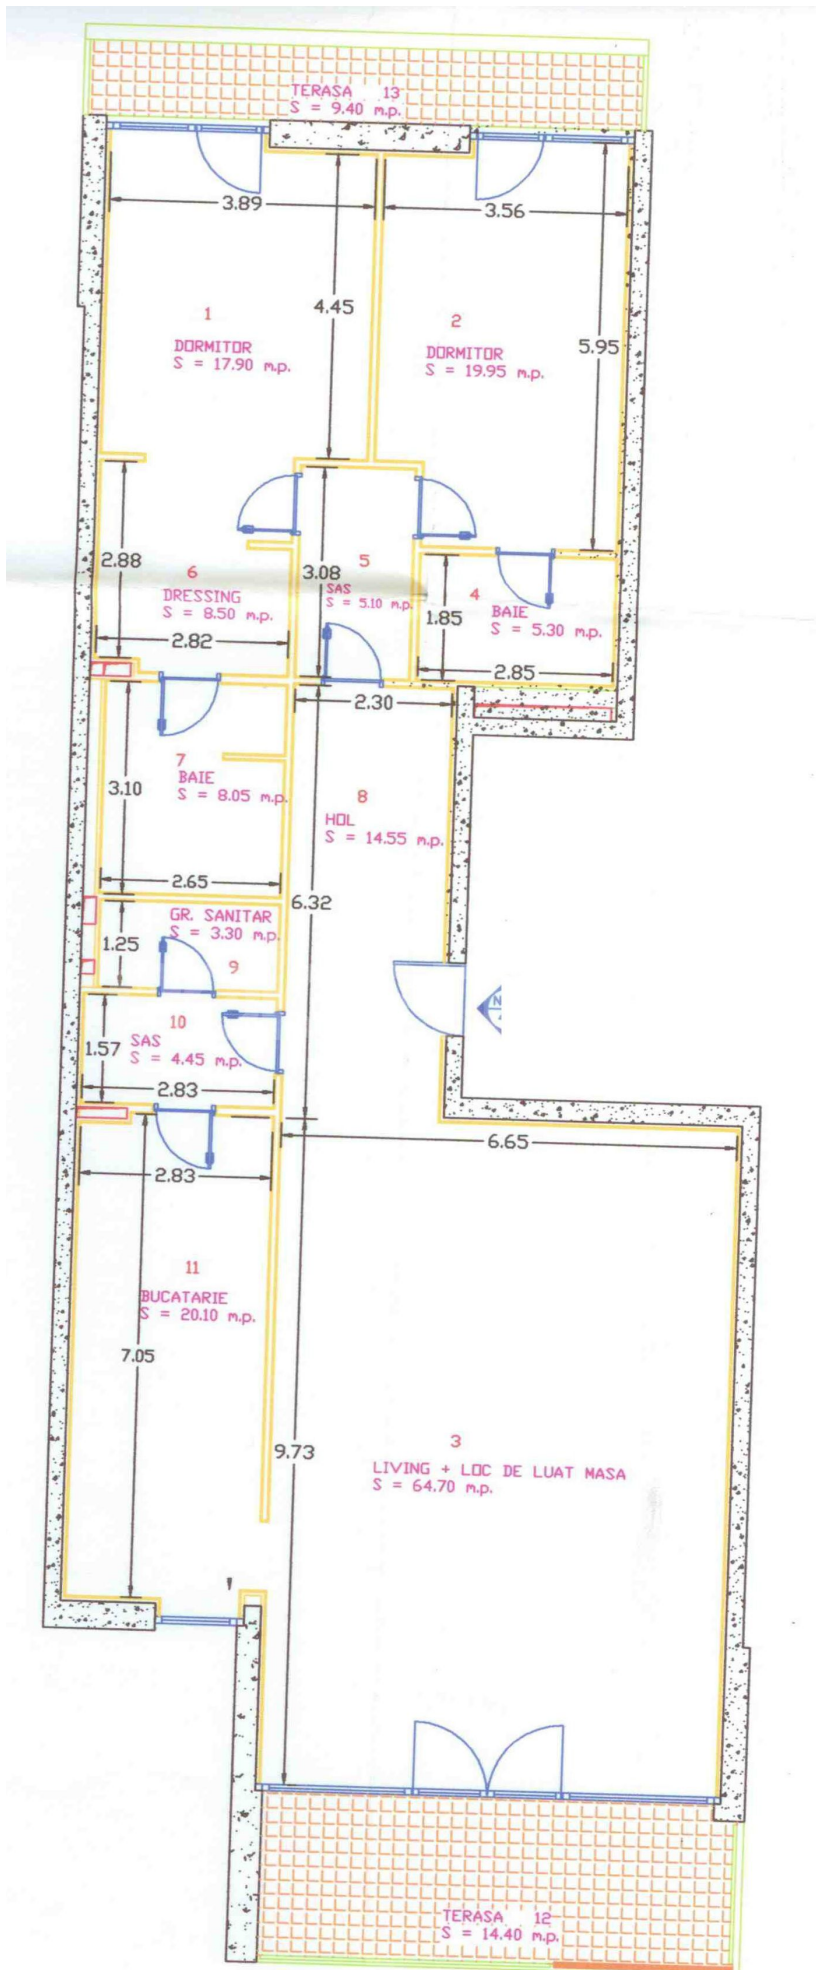 TERASA 13
S = 9.40 m.p.
3.89
3.56
4.45
5.95
1
DORMITOR
S = 17.90 m.p.
2
DORMITOR
S = 19.95 m.p.
2.88
6
DRESSING
S = 8.50 m.p.
2.82
3.08
5
SAS
S = 5.10 m.p.
1.85
4
BAIE
S = 5.30 m.p.
2.85
2.30
3.10
7
BAIE
S = 8.05 m.p.
2.65
8
HOL
S = 14.55 m.p.
6.32
1.25
GR. SANITAR
S = 3.30 m.p.
9
N
1.57
10
SAS
S = 4.45 m.p.
2.83
2.83
6.65
11
BUCATARIE
S = 20.10 m.p.
7.05
9.73
3
LIVING + LOC DE LUAT MASA
S = 64.70 m.p.
TERASA 12
S = 14.40 m.p.